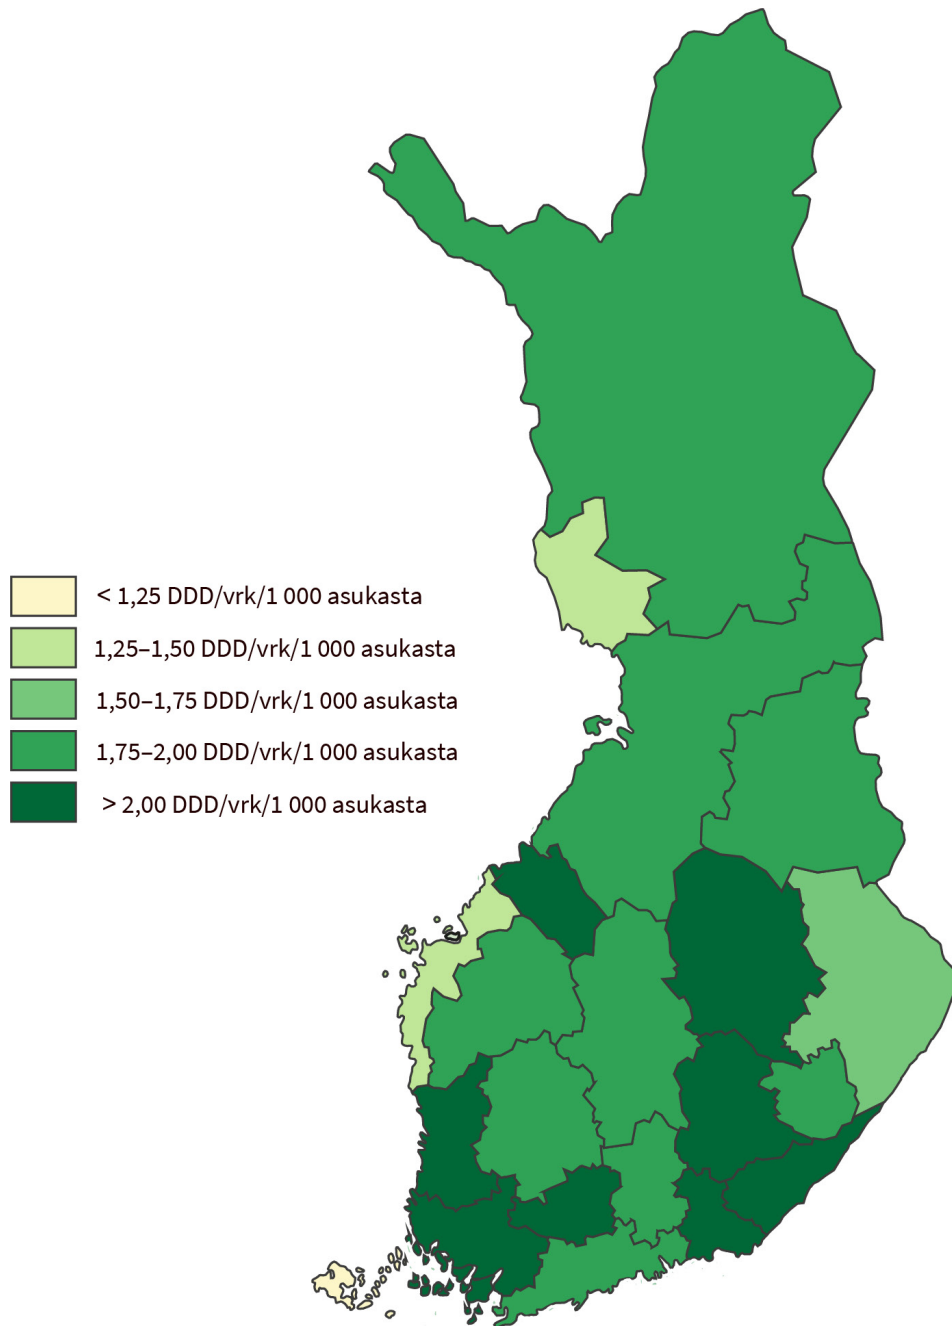 < 1,25 DDD/vrk/1 000 asukasta
1,25–1,50 DDD/vrk/1 000 asukasta
1,50–1,75 DDD/vrk/1 000 asukasta
1,75–2,00 DDD/vrk/1 000 asukasta
> 2,00 DDD/vrk/1 000 asukasta